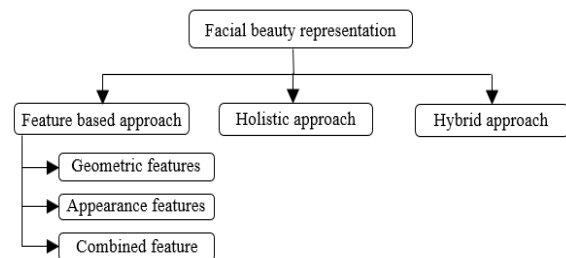 Facial beauty representation
Feature based approach
Holistic approach
Hybrid approach
Geometric features
Appearance features
Combined feature